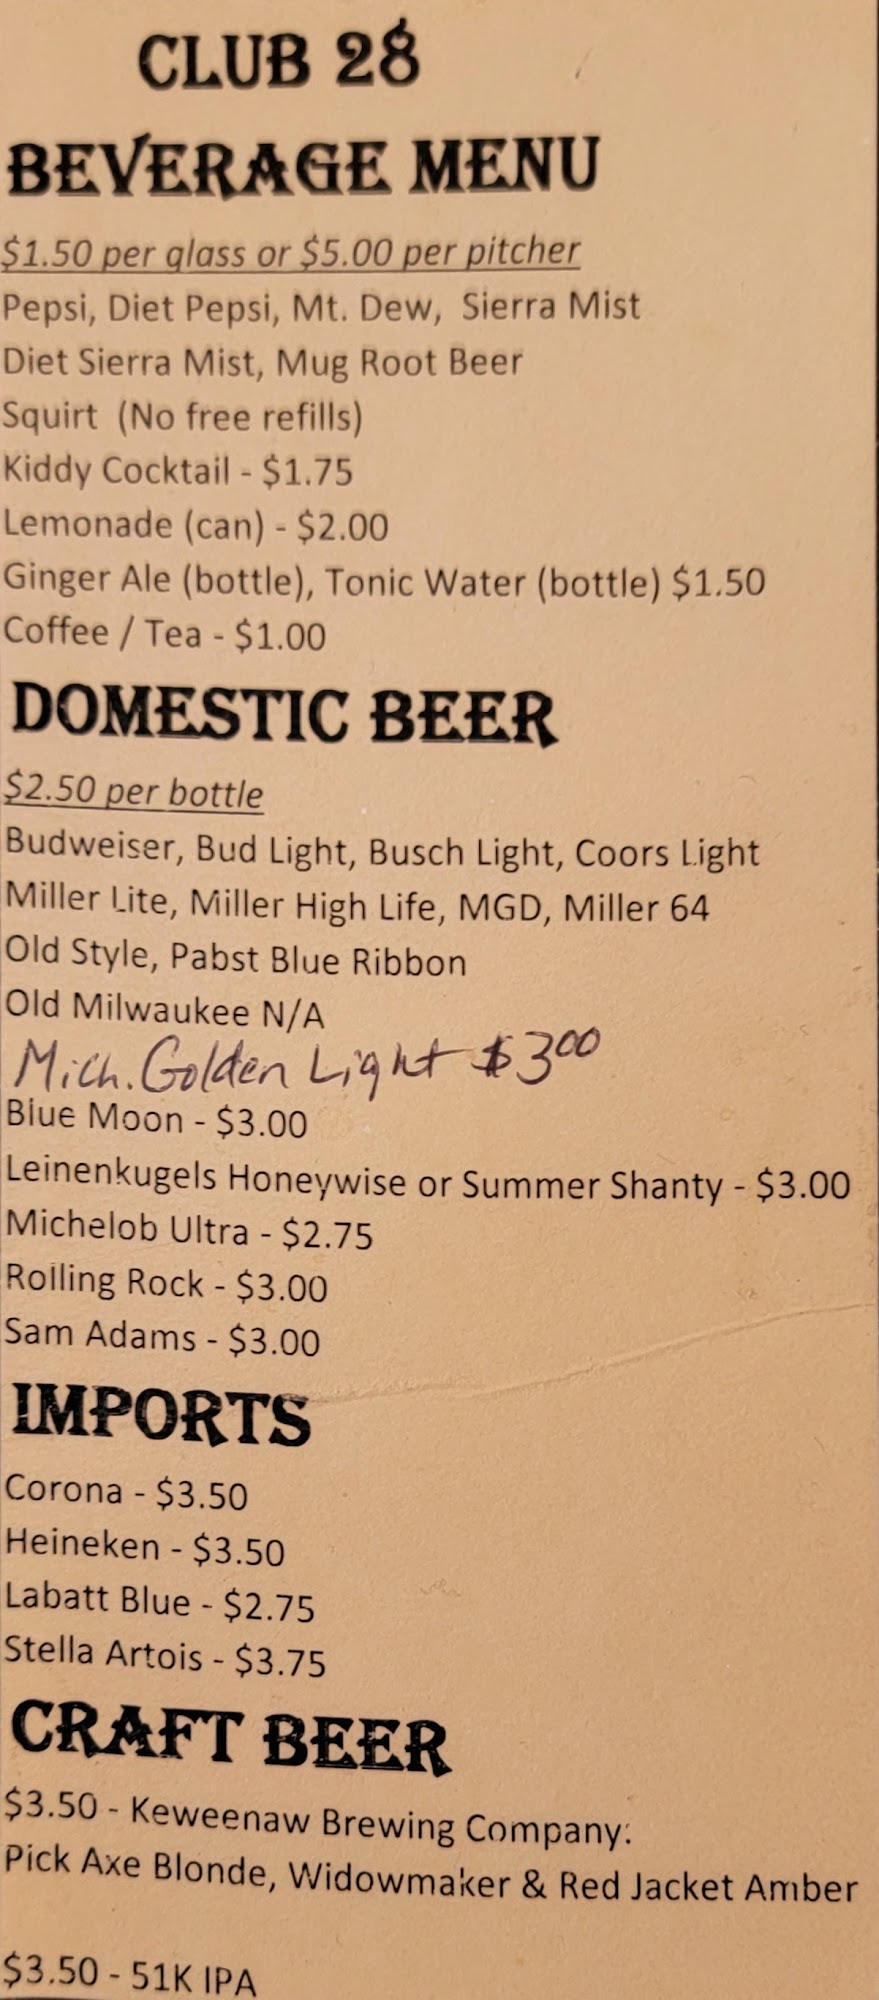 CLUB 28
BEVERAGE MENU
$1.50 per glass or $5.00 per pitcher
Pepsi, Diet Pepsi, Mt. Dew, Sierra Mist
Diet Sierra Mist, Mug Root Beer
Squirt (No free refills)
Kiddy Cocktail - $1.75
Lemonade (can) - $2.00
Ginger Ale (bottle), Tonic Water (bottle) $1.50
Coffee / Tea - $1.00
DOMESTIC BEER
$2.50 per bottle
Budweiser, Bud Light, Busch Light, Coors Light
Miller Lite, Miller High Life, MGD, Miller 64
Old Style, Pabst Blue Ribbon
Old Milwaukee N/A
Mich. Golden Light $3.00
Blue Moon - $3.00
Leinenkugels Honeywise or Summer Shanty - $3.00
Michelob Ultra - $2.75
Rolling Rock - $3.00
Sam Adams - $3.00
IMPORTS
Corona - $3.50
Heineken - $3.50
Labatt Blue - $2.75
Stella Artois - $3.75
CRAFT BEER
$3.50 - Keweenaw Brewing Company:
Pick Axe Blonde, Widowmaker & Red Jacket Amber
$3.50 - 51K IPA